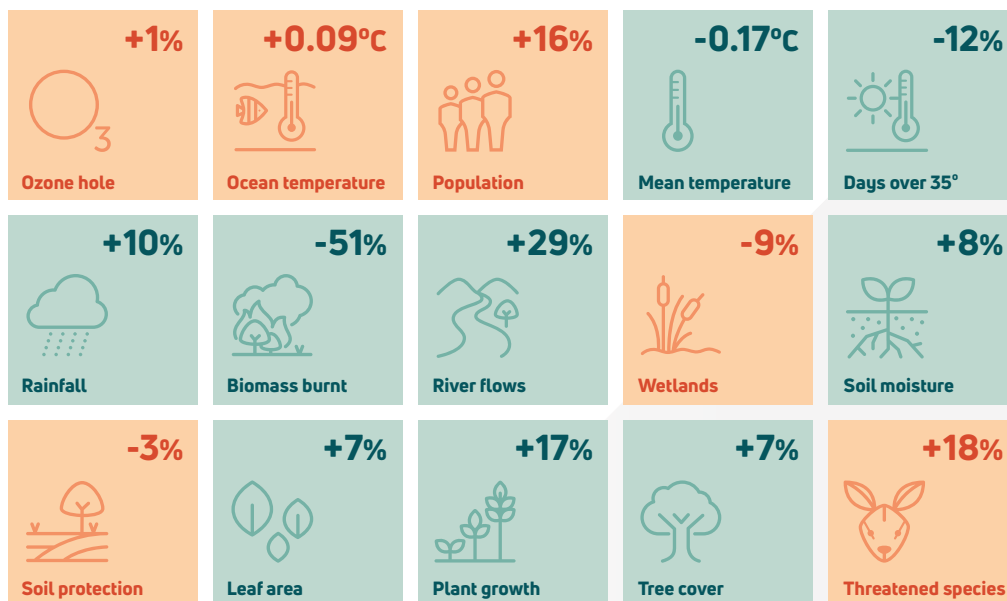 +1%
3
Ozone hole
+0.09°C
Ocean temperature
+16%
Population
-0.17°C
Mean temperature
-12%
Days over 35°
+10%
Rainfall
-51%
Biomass burnt
+29%
River flows
-9%
Wetlands
+8%
Soil moisture
-3%
Soil protection
+7%
Leaf area
+17%
Plant growth
+7%
Tree cover
+18%
Threatened species